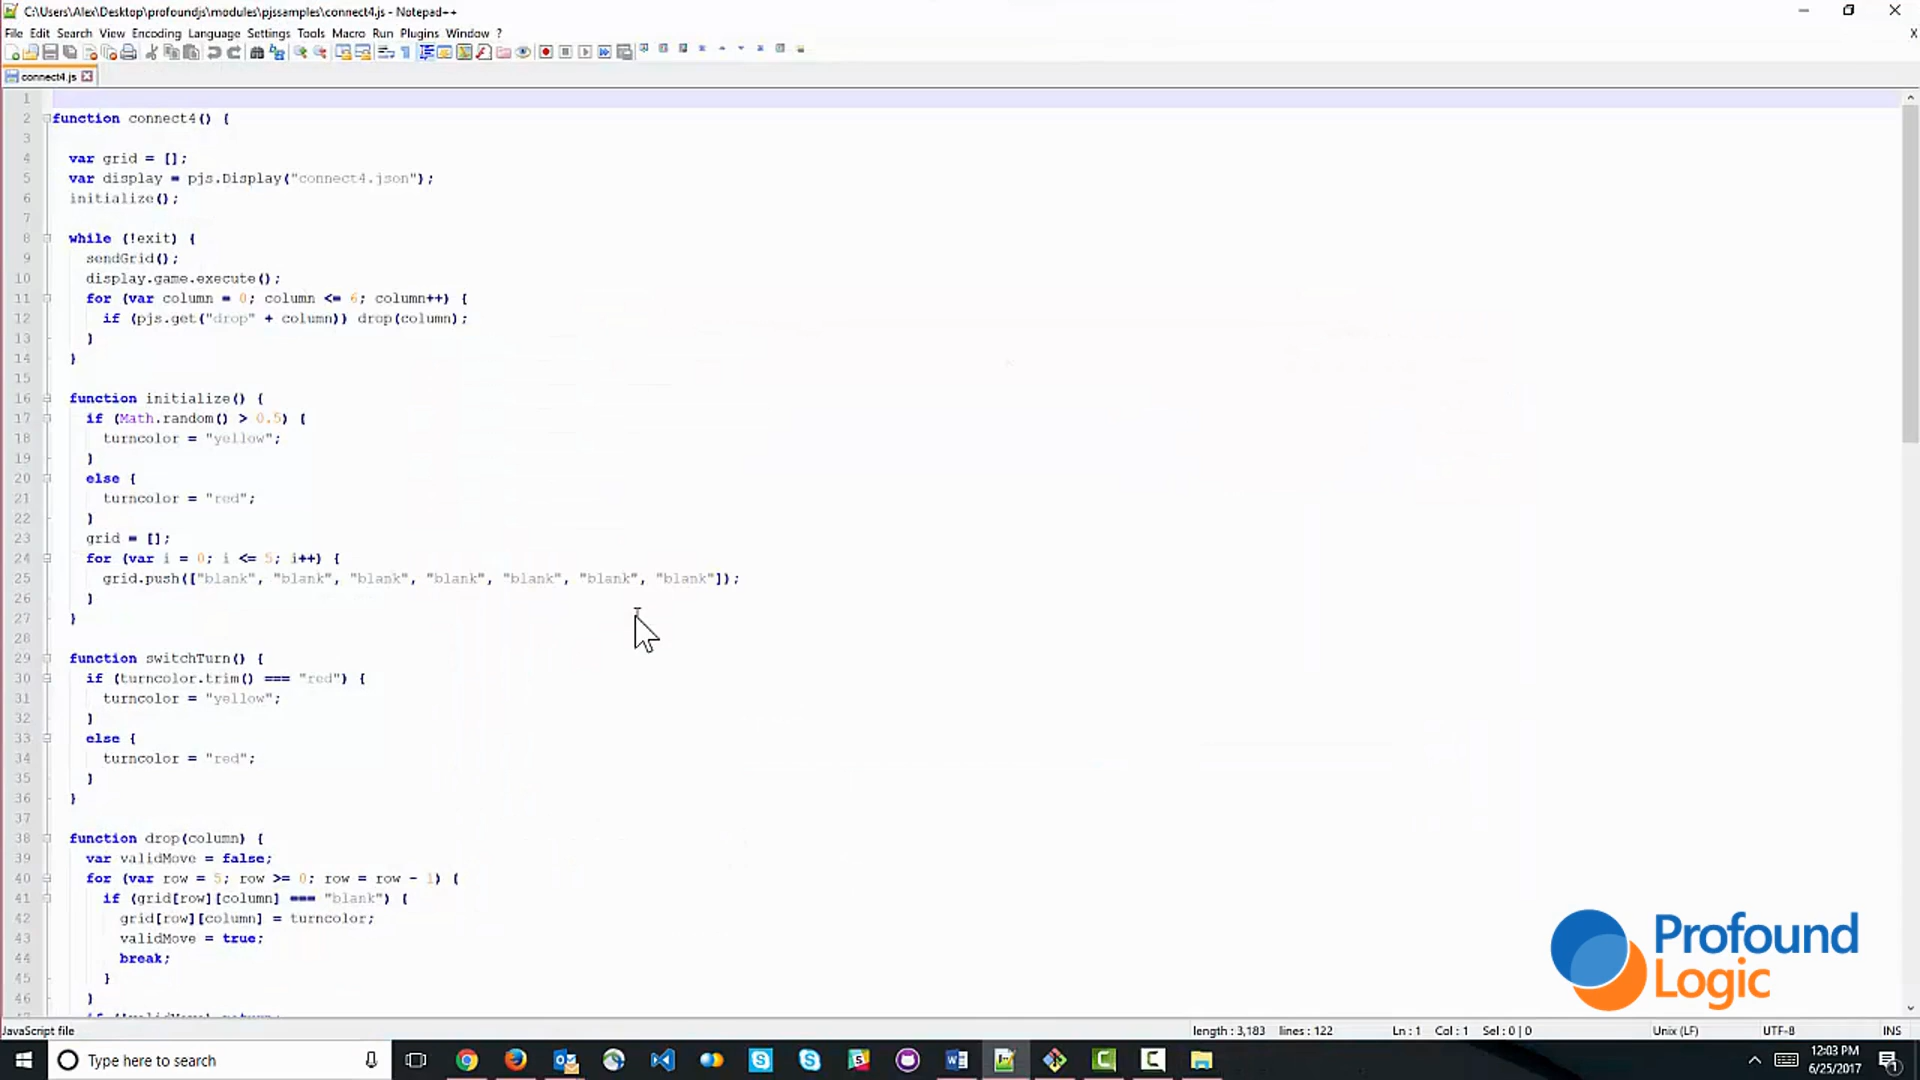 C:\Users\Alex\Desktop\profoundjs\modules\pjssamples\connect4.js - Notepad++
File Edit Search View Encoding Language Settings Tools Macro Run Plugins Window ?
X
connect4.js
1
2 function connect4() {
3
4 var grid = [];
5 var display = pjs.Display("connect4.json");
6 initialize();
7
8 while (!exit) {
9 sendGrid();
10 display.game.execute();
11 for (var column = 0; column <= 6; column++) {
12 if (pjs.get("drop" + column)) drop(column);
13 }
14 }
15
16 function initialize() {
17 if (Math.random() > 0.5) {
18 turncolor = "yellow";
19 }
20 else {
21 turncolor = "red";
22 }
23 grid = [];
24 for (var i = 0; i <= 5; i++) {
25 grid.push(["blank", "blank", "blank", "blank", "blank", "blank", "blank"]);
26 }
27 }
28
29 function switchTurn() {
30 if (turncolor.trim() === "red") {
31 turncolor = "yellow";
32 }
33 else {
34 turncolor = "red";
35 }
36 }
37
38 function drop(column) {
39 var validMove = false;
40 for (var row = 5; row >= 0; row = row - 1) {
41 if (grid[row][column] === "blank") {
42 grid[row][column] = turncolor;
43 validMove = true;
44 break;
45 }
46 }
Profound
Logic
JavaScript file length : 3,183 lines : 122 Ln : 1 Col : 1 Sel : 0 | 0 Unix (LF) UTF-8 INS
Type here to search
12:03 PM
6/25/2017